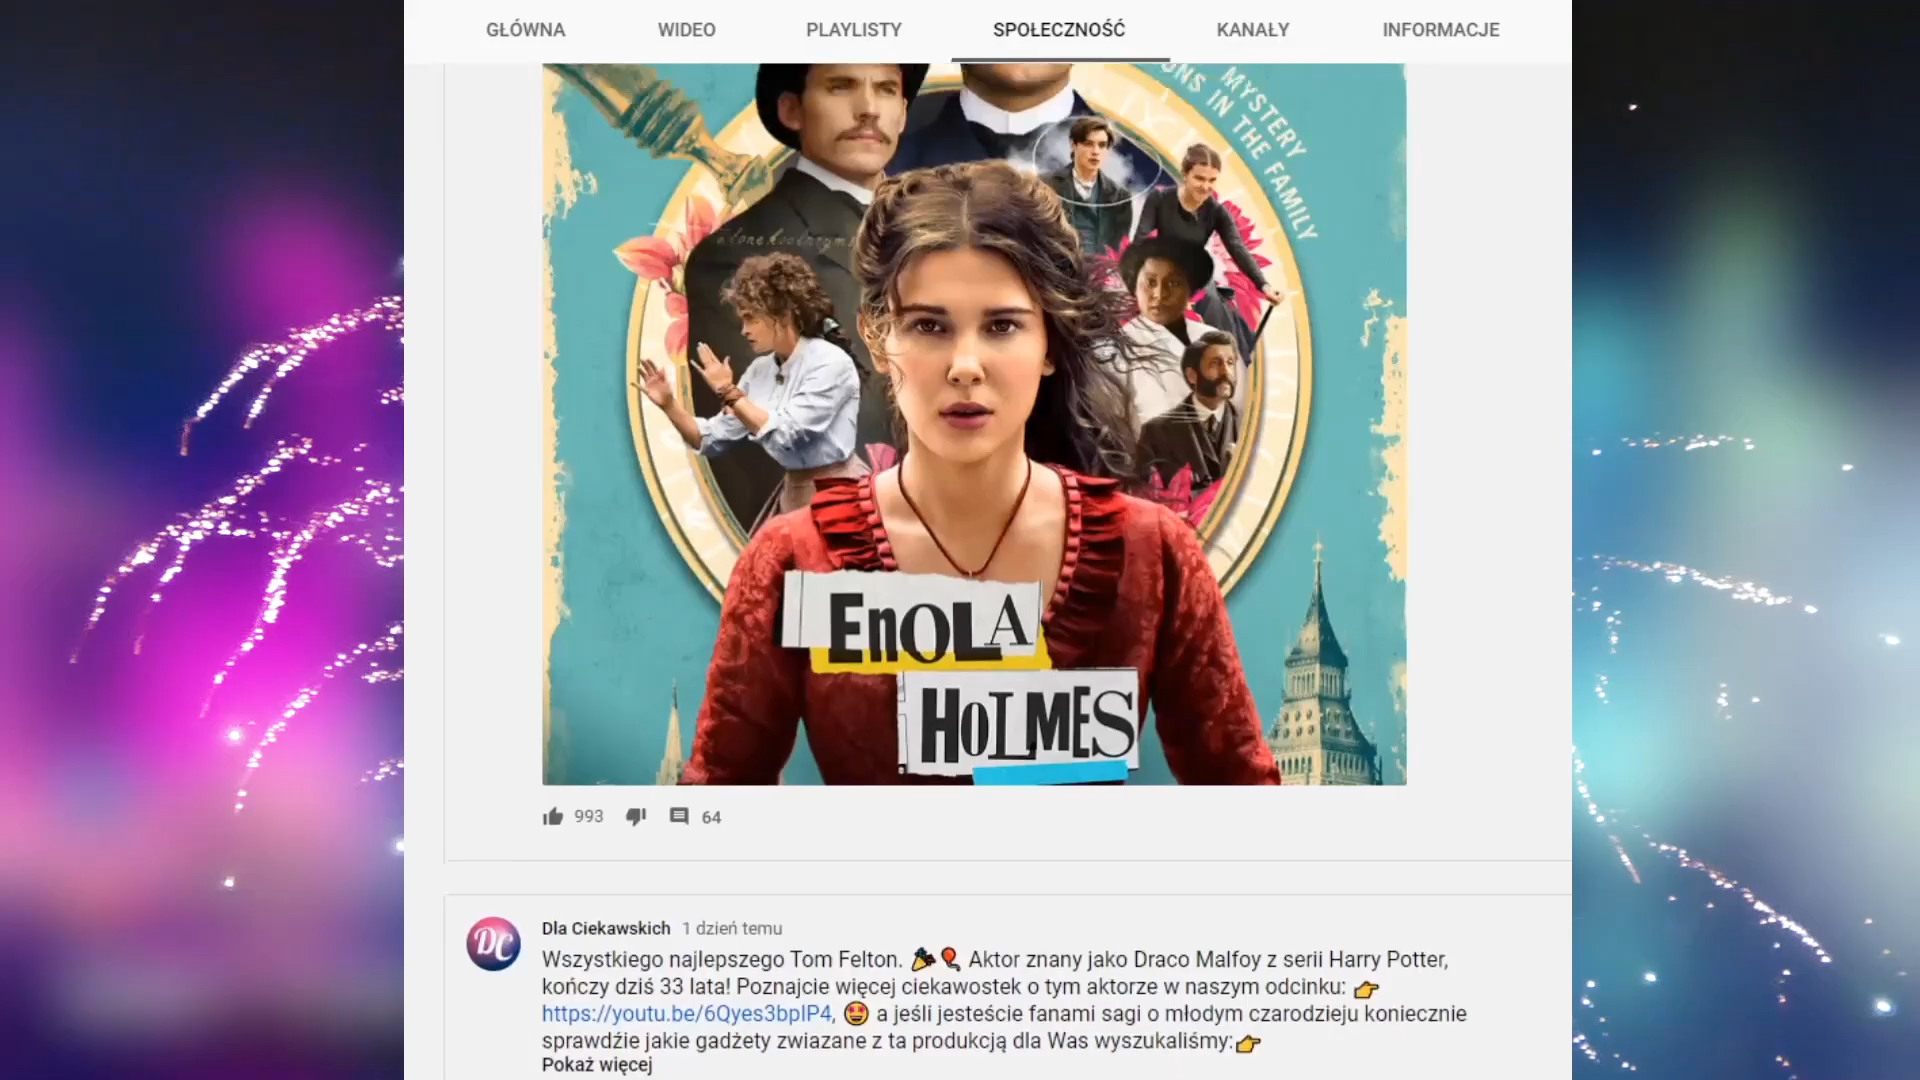 GŁÓWNA WIDEO PLAYLISTY SPOŁECZNOŚĆ KANAŁY INFORMACJE
MYSTERY
ONS IN THE FAMILY
EnOLA
HoLMES
993 64
Dla Ciekawskich 1 dzień temu
Wszystkiego najlepszego Tom Felton. 🎉🎈 Aktor znany jako Draco Malfoy z serii Harry Potter,
kończy dziś 33 lata! Poznajcie więcej ciekawostek o tym aktorze w naszym odcinku: 👉
https://youtu.be/6Qyes3bplP4, 🤩 a jeśli jesteście fanami sagi o młodym czarodzieju koniecznie
sprawdźie jakie gadżety zwiazane z ta produkcją dla Was wyszukaliśmy:👉
Pokaż więcej
DC